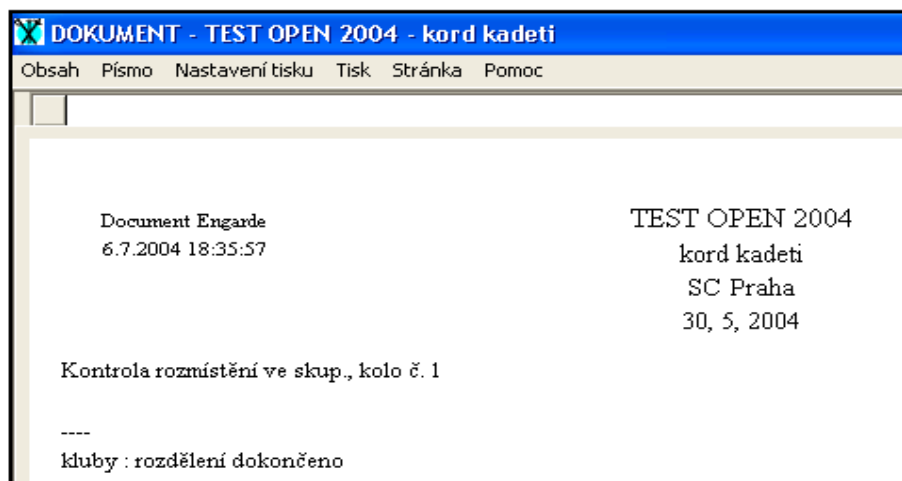 DOKUMENT - TEST OPEN 2004 - kord kadeti
Obsah Písmo Nastavení tisku Tisk Stránka Pomoc
Document Engarde
6.7.2004 18:35:57
TEST OPEN 2004
kord kadeti
SC Praha
30, 5, 2004
Kontrola rozmístění ve skup., kolo č. 1
----
kluby : rozdělení dokončeno